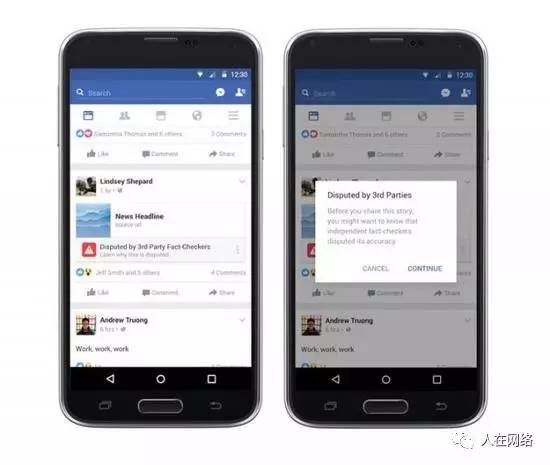 12:30
Search
Samantha Thomas and 6 others
3 Comments
Like
Comment
Share
Lindsey Shepard
1 hr
News Headline
source.url
Disputed by 3rd Party Fact-Checkers
Learn why this is disputed
Jeff Smith and 5 others
4 Comments
Like
Comment
Share
Andrew Truong
6 hrs
Work, work, work
12:30
Search
Samantha Thomas and 6 others
3 Comments
Like
Comment
Share
Disputed by 3rd Parties
Before you share this story,
you might want to know that
independent fact-checkers
disputed its accuracy
CANCEL
CONTINUE
Like
Comment
Share
Andrew Truong
6 hrs
Work, work, work
人在网络